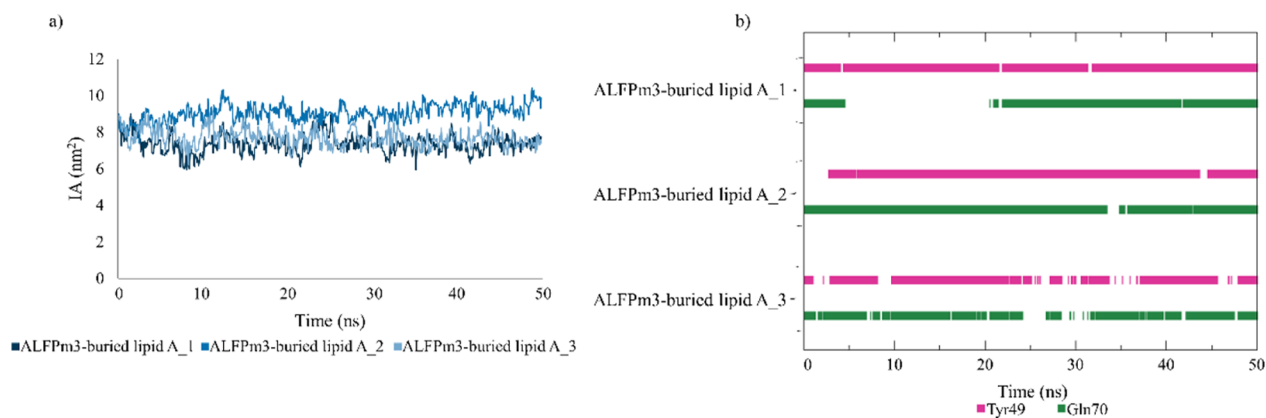 a)
12
10
8
6
4
2
0
IA (nm²)
0 10 20 30 40 50
Time (ns)
ALFPm3-buried lipid A_1 ALFPm3-buried lipid A_2 ALFPm3-buried lipid A_3
b)
ALFPm3-buried lipid A_1
ALFPm3-buried lipid A_2
ALFPm3-buried lipid A_3
0 10 20 30 40 50
Time (ns)
Tyr49 Gln70